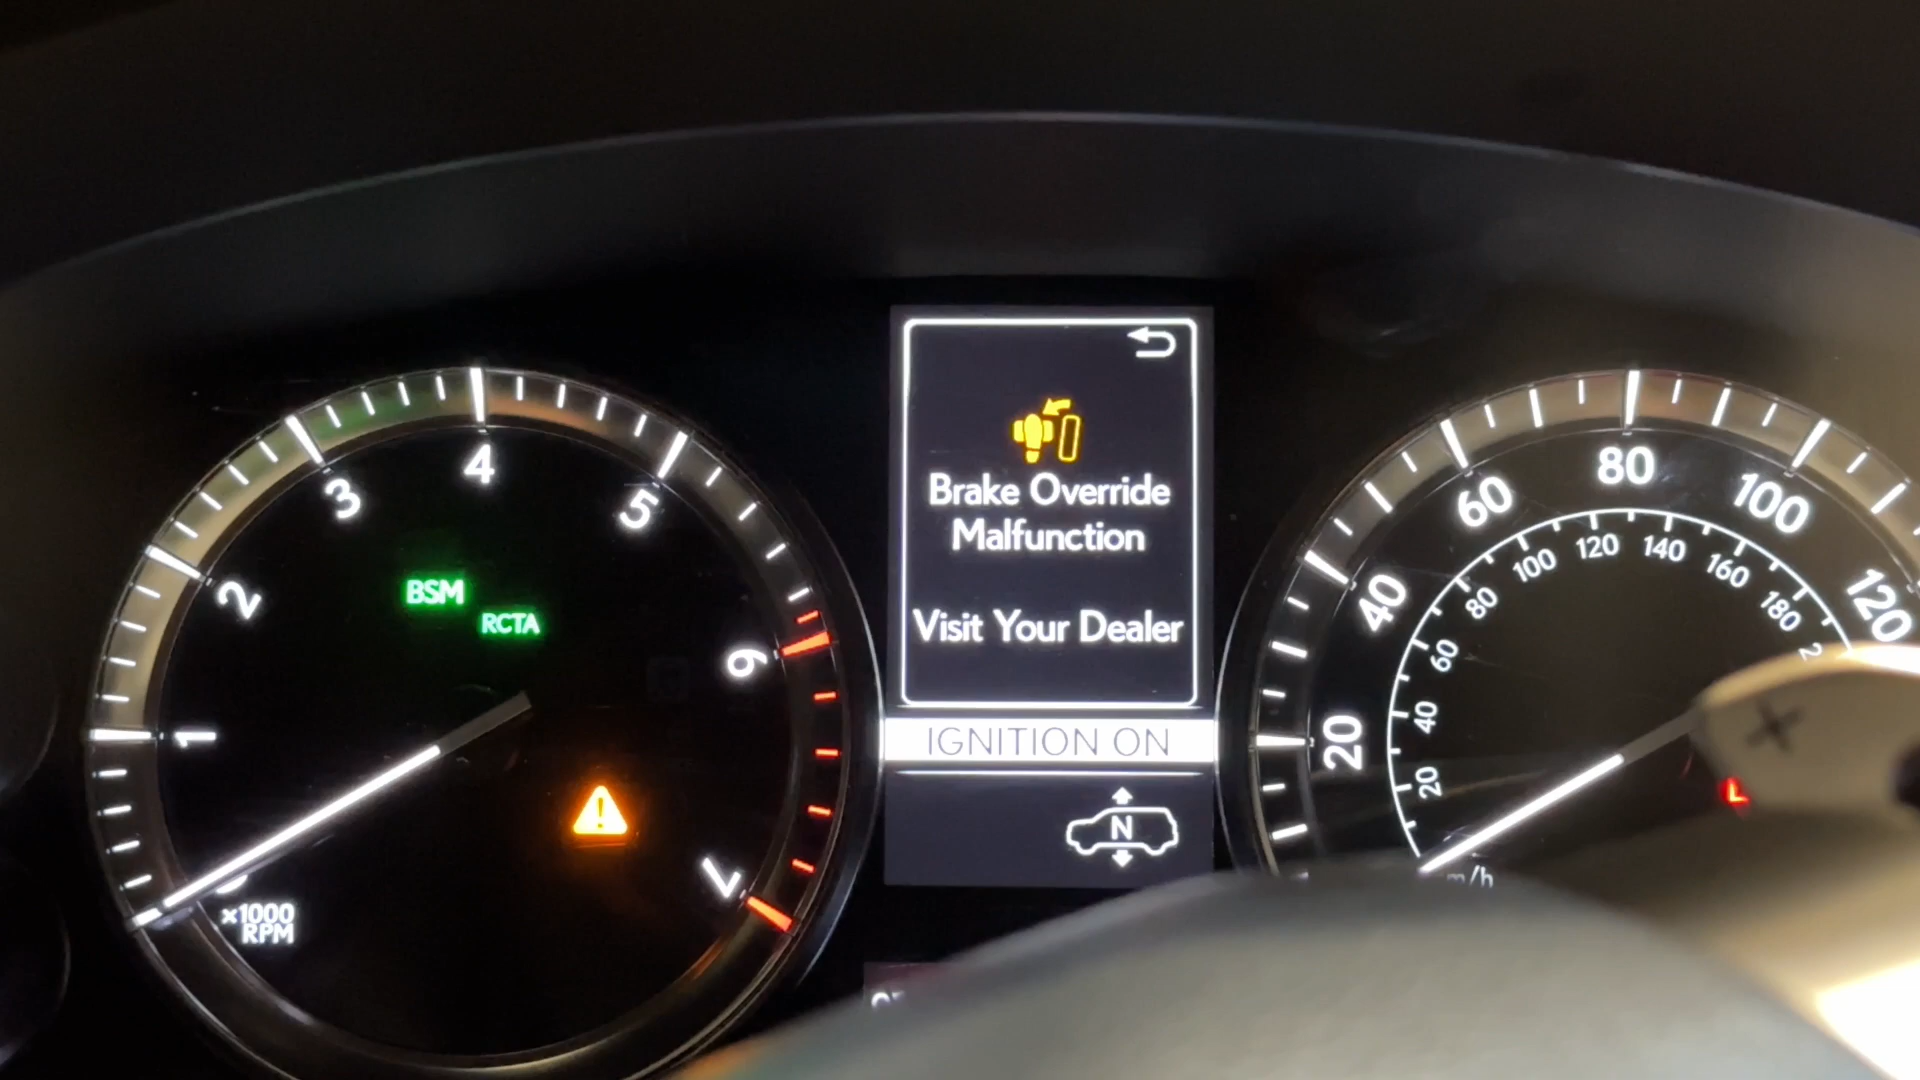 1
2
3
4
5
6
7
BSM
RCTA
x1000
RPM
Brake Override
Malfunction
Visit Your Dealer
IGNITION ON
N
20
40
60
80
100
120
20
40
60
80
100
120
140
160
180